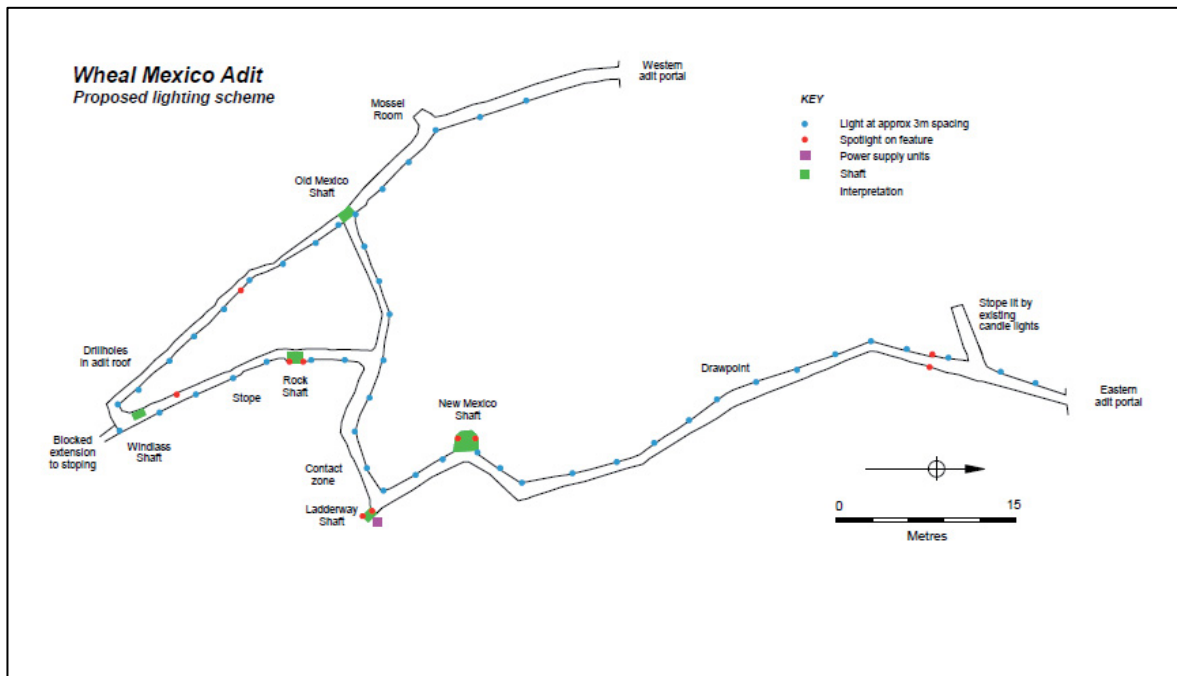 Wheal Mexico Adit
Proposed lighting scheme
Western
adit portal
KEY
Light at approx 3m spacing
Spotlight on feature
Power supply units
Shaft
Interpretation
Mossel
Room
Old Mexico
Shaft
Stope lit by
existing
candle lights
Drillholes
in adit roof
Drawpoint
Rock
Shaft
Stope
Eastern
adit portal
New Mexico
Shaft
Windlass
Shaft
Blocked
extension
to stoping
Contact
zone
Ladderway
Shaft
0
15
Metres